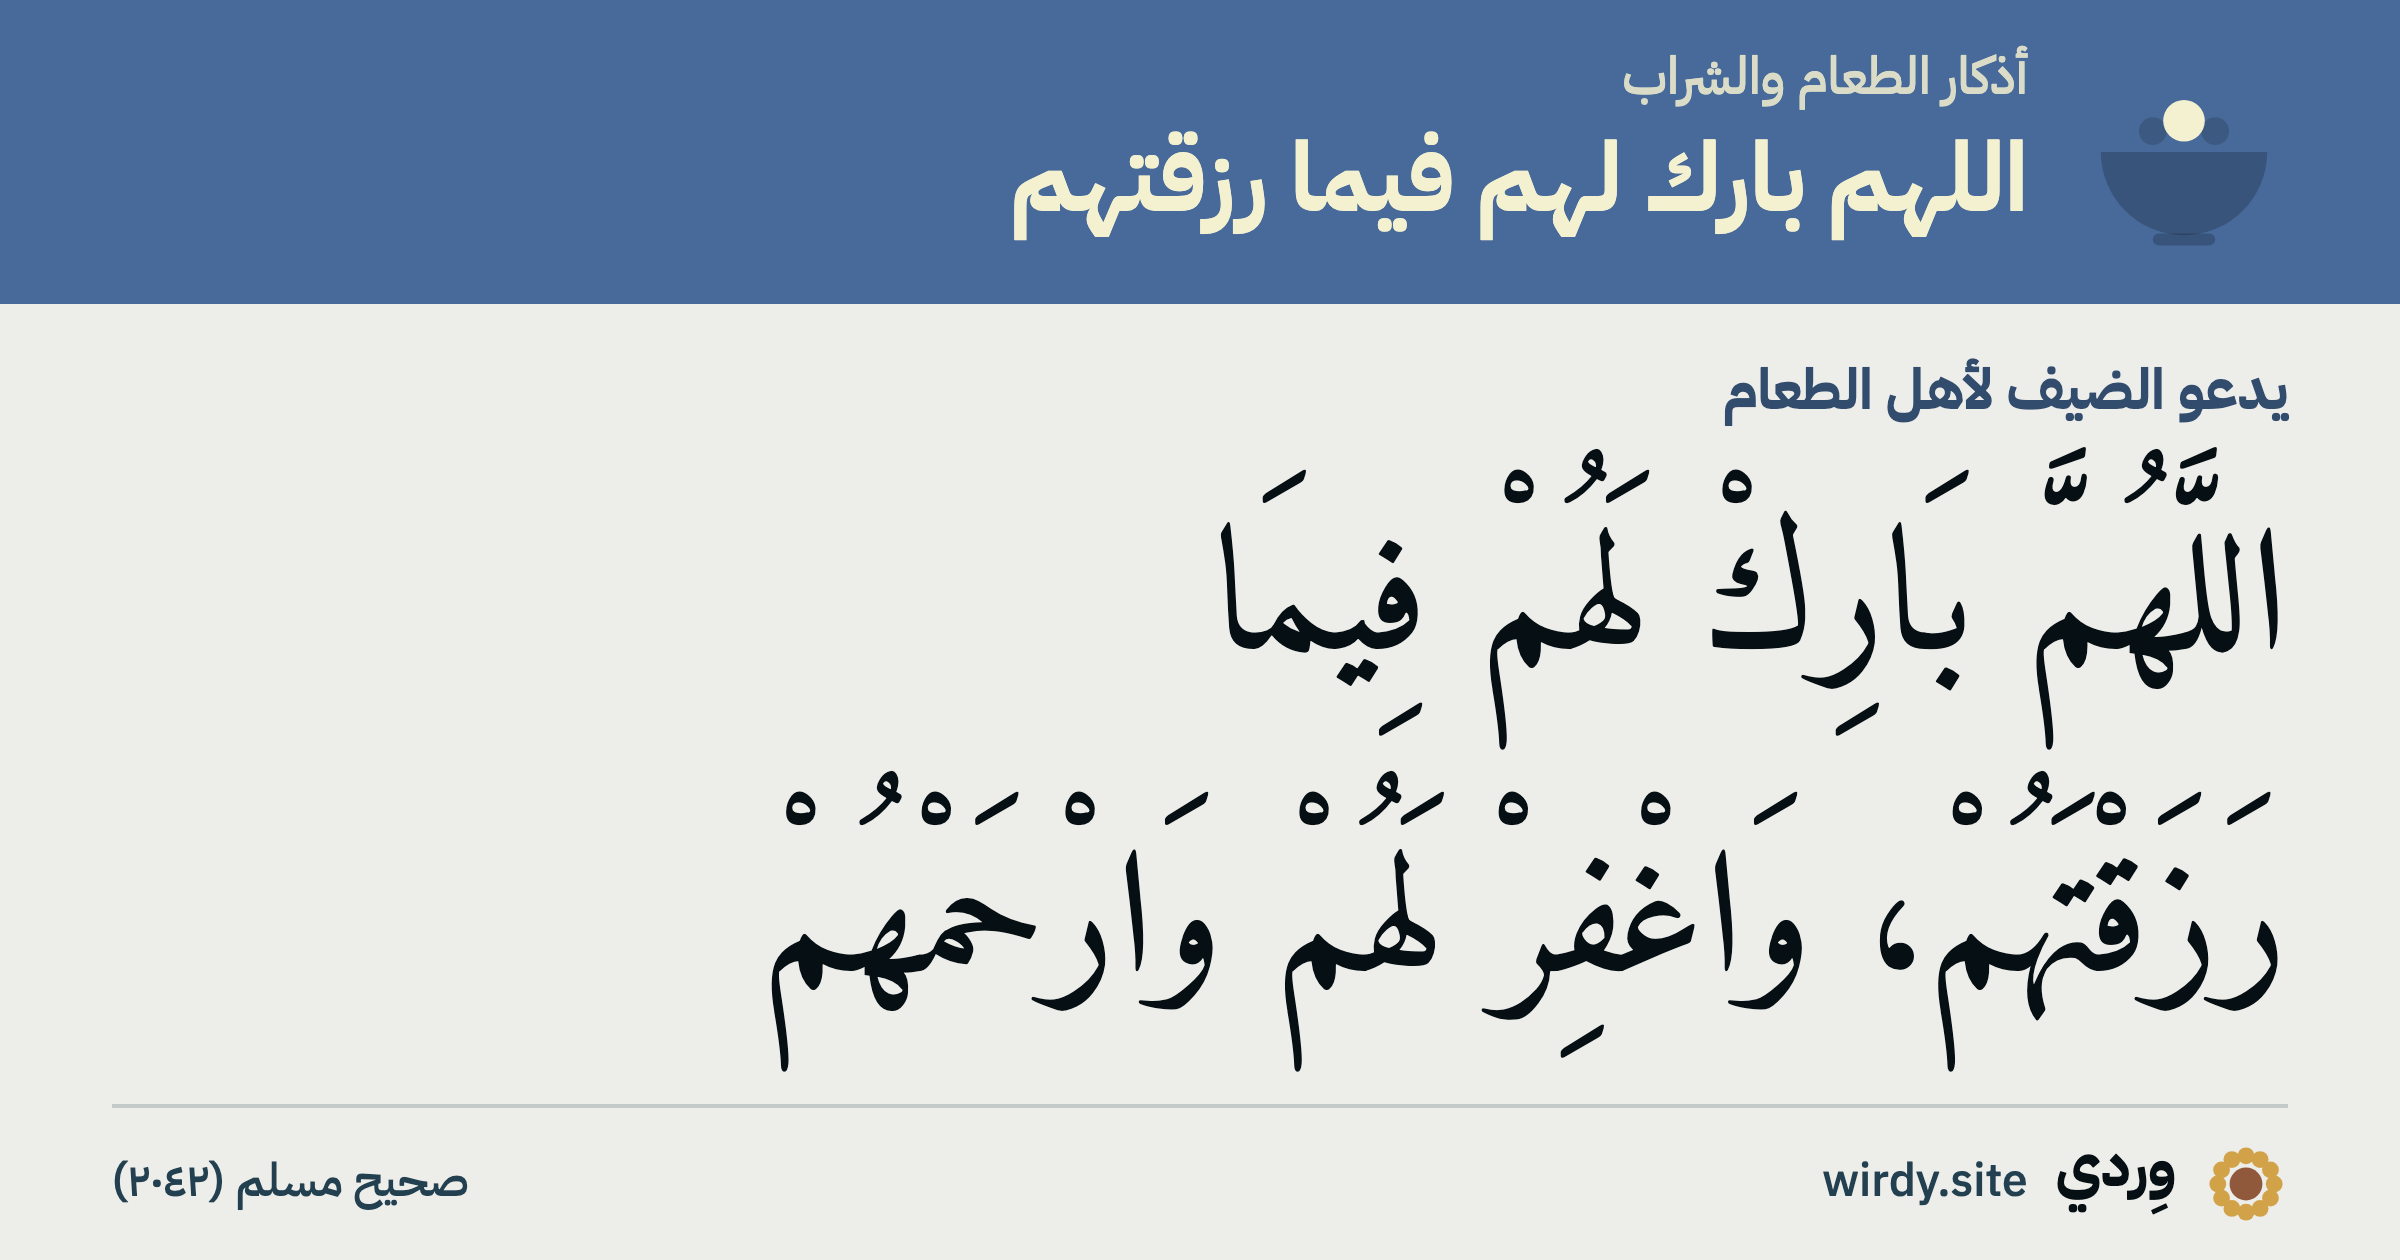 أذكار الطعام والشراب
اللهم بارك لهم فيما رزقتهم
يدعو الضيف لأهل الطعام
اللَّهُمَّ بَارِكْ لَهُمْ فِيمَا
رَزَقْتَهُمْ، وَاغْفِرْ لَهُمْ وَارْحَمْهُمْ
وِردي wirdy.site
صحيح مسلم (٢٠٤٢)